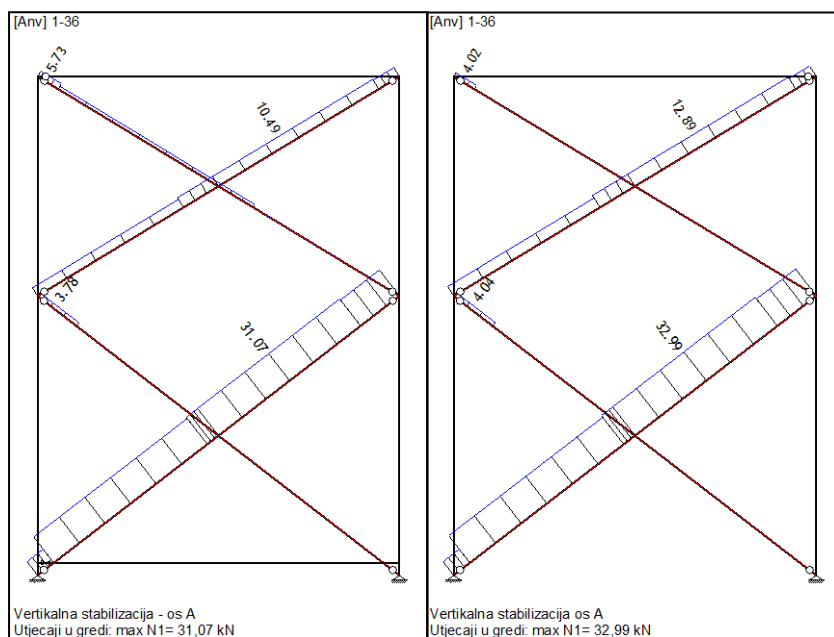 [Anv] 1-36
5.73
10.49
3.78
31.07
Vertikalna stabilizacija - os A
Utjecaji u gredi: max N1= 31,07 kN
[Anv] 1-36
4.02
12.89
4.04
32.99
Vertikalna stabilizacija os A
Utjecaji u gredi: max N1= 32,99 kN